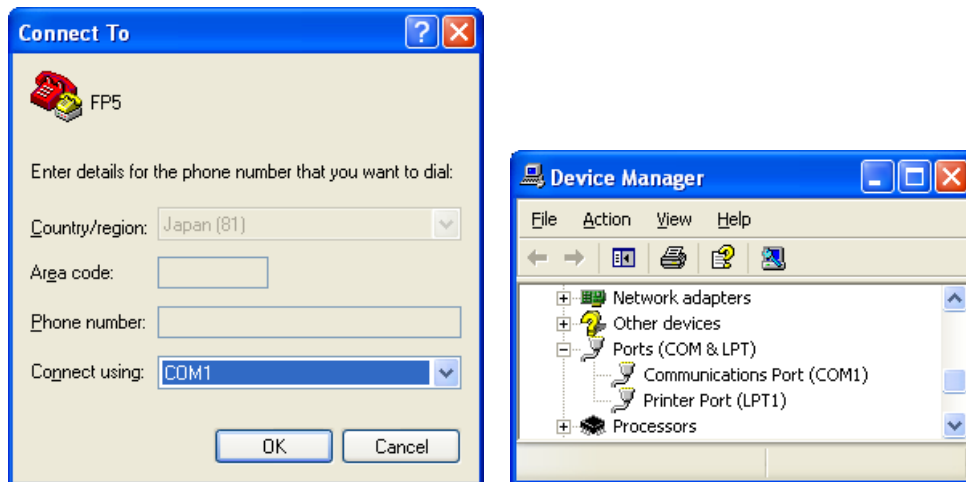 Connect To
FP5
Enter details for the phone number that you want to dial:
Country/region: Japan (81)
Area code:
Phone number:
Connect using: COM1
OK Cancel
Device Manager
File Action View Help
Network adapters
Other devices
Ports (COM & LPT)
Communications Port (COM1)
Printer Port (LPT1)
Processors